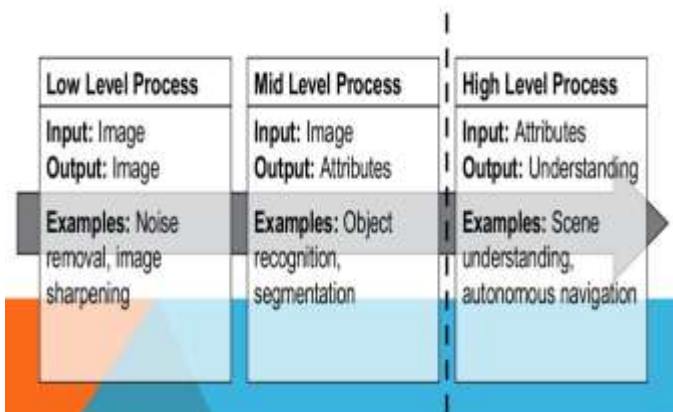 Low Level Process
Input: Image
Output: Image
Examples: Noise
removal, image
sharpening
Mid Level Process
Input: Image
Output: Attributes
Examples: Object
recognition,
segmentation
High Level Process
Input: Attributes
Output: Understanding
Examples: Scene
understanding,
autonomous navigation